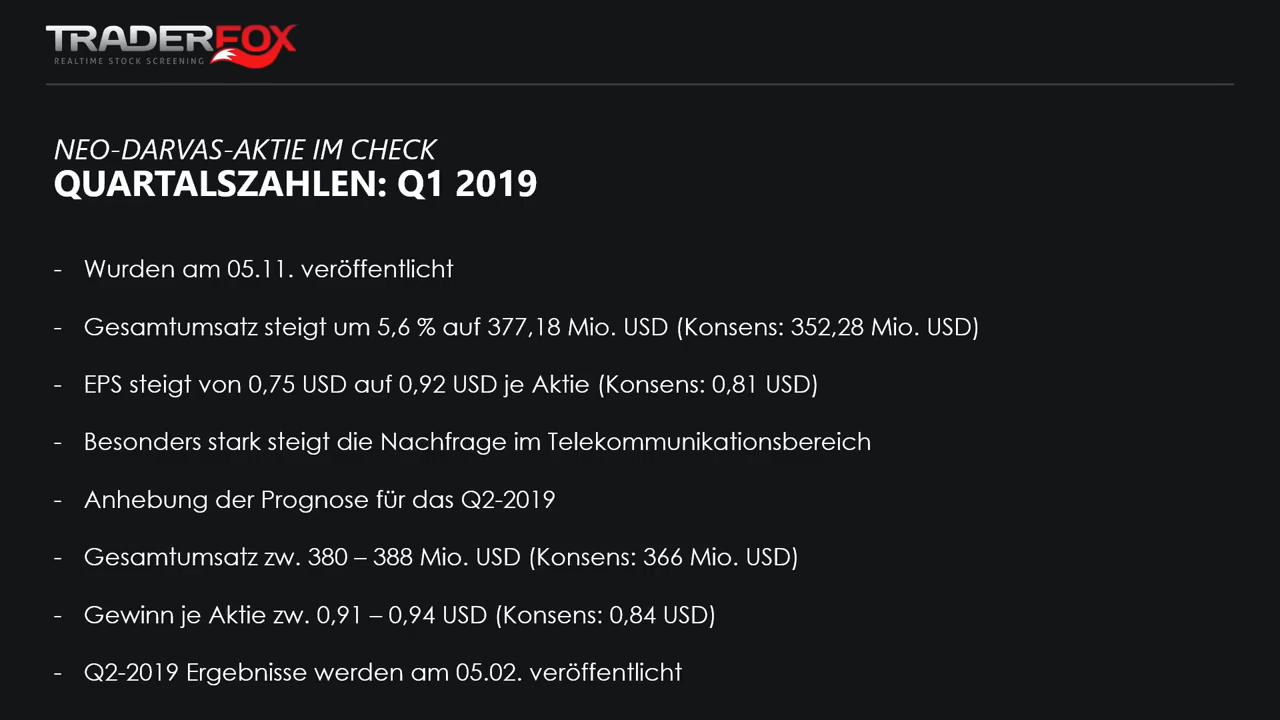 TRADERFOX
REALTIME STOCK SCREENING
NEO-DARVAS-AKTIE IM CHECK
QUARTALSZAHLEN: Q1 2019
- Wurden am 05.11. veröffentlicht
- Gesamtumsatz steigt um 5,6 % auf 377,18 Mio. USD (Konsens: 352,28 Mio. USD)
- EPS steigt von 0,75 USD auf 0,92 USD je Aktie (Konsens: 0,81 USD)
- Besonders stark steigt die Nachfrage im Telekommunikationsbereich
- Anhebung der Prognose für das Q2-2019
- Gesamtumsatz zw. 380 – 388 Mio. USD (Konsens: 366 Mio. USD)
- Gewinn je Aktie zw. 0,91 – 0,94 USD (Konsens: 0,84 USD)
- Q2-2019 Ergebnisse werden am 05.02. veröffentlicht